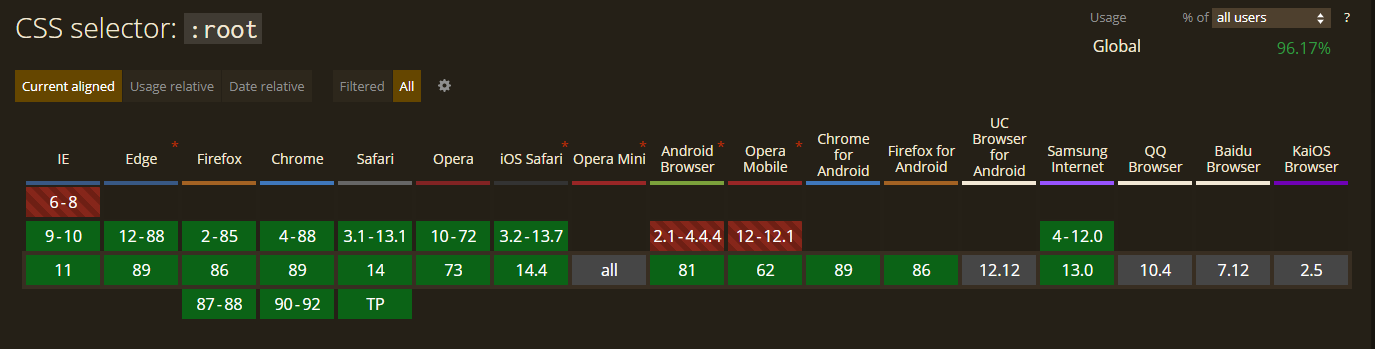 CSS selector: :root
Usage % of all users ?
Global 96.17%
Current aligned Usage relative Date relative Filtered All
IE Edge * Firefox Chrome Safari Opera iOS Safari * Opera Mini * Android Browser * Opera Mobile * Chrome for Android Firefox for Android UC Browser for Android Samsung Internet QQ Browser Baidu Browser KaiOS Browser
6-8
9-10 12-88 2-85 4-88 3.1-13.1 10-72 3.2-13.7 2.1-4.4.4 12-12.1 4-12.0
11 89 86 89 14 73 14.4 all 81 62 89 86 12.12 13.0 10.4 7.12 2.5
87-88 90-92 TP